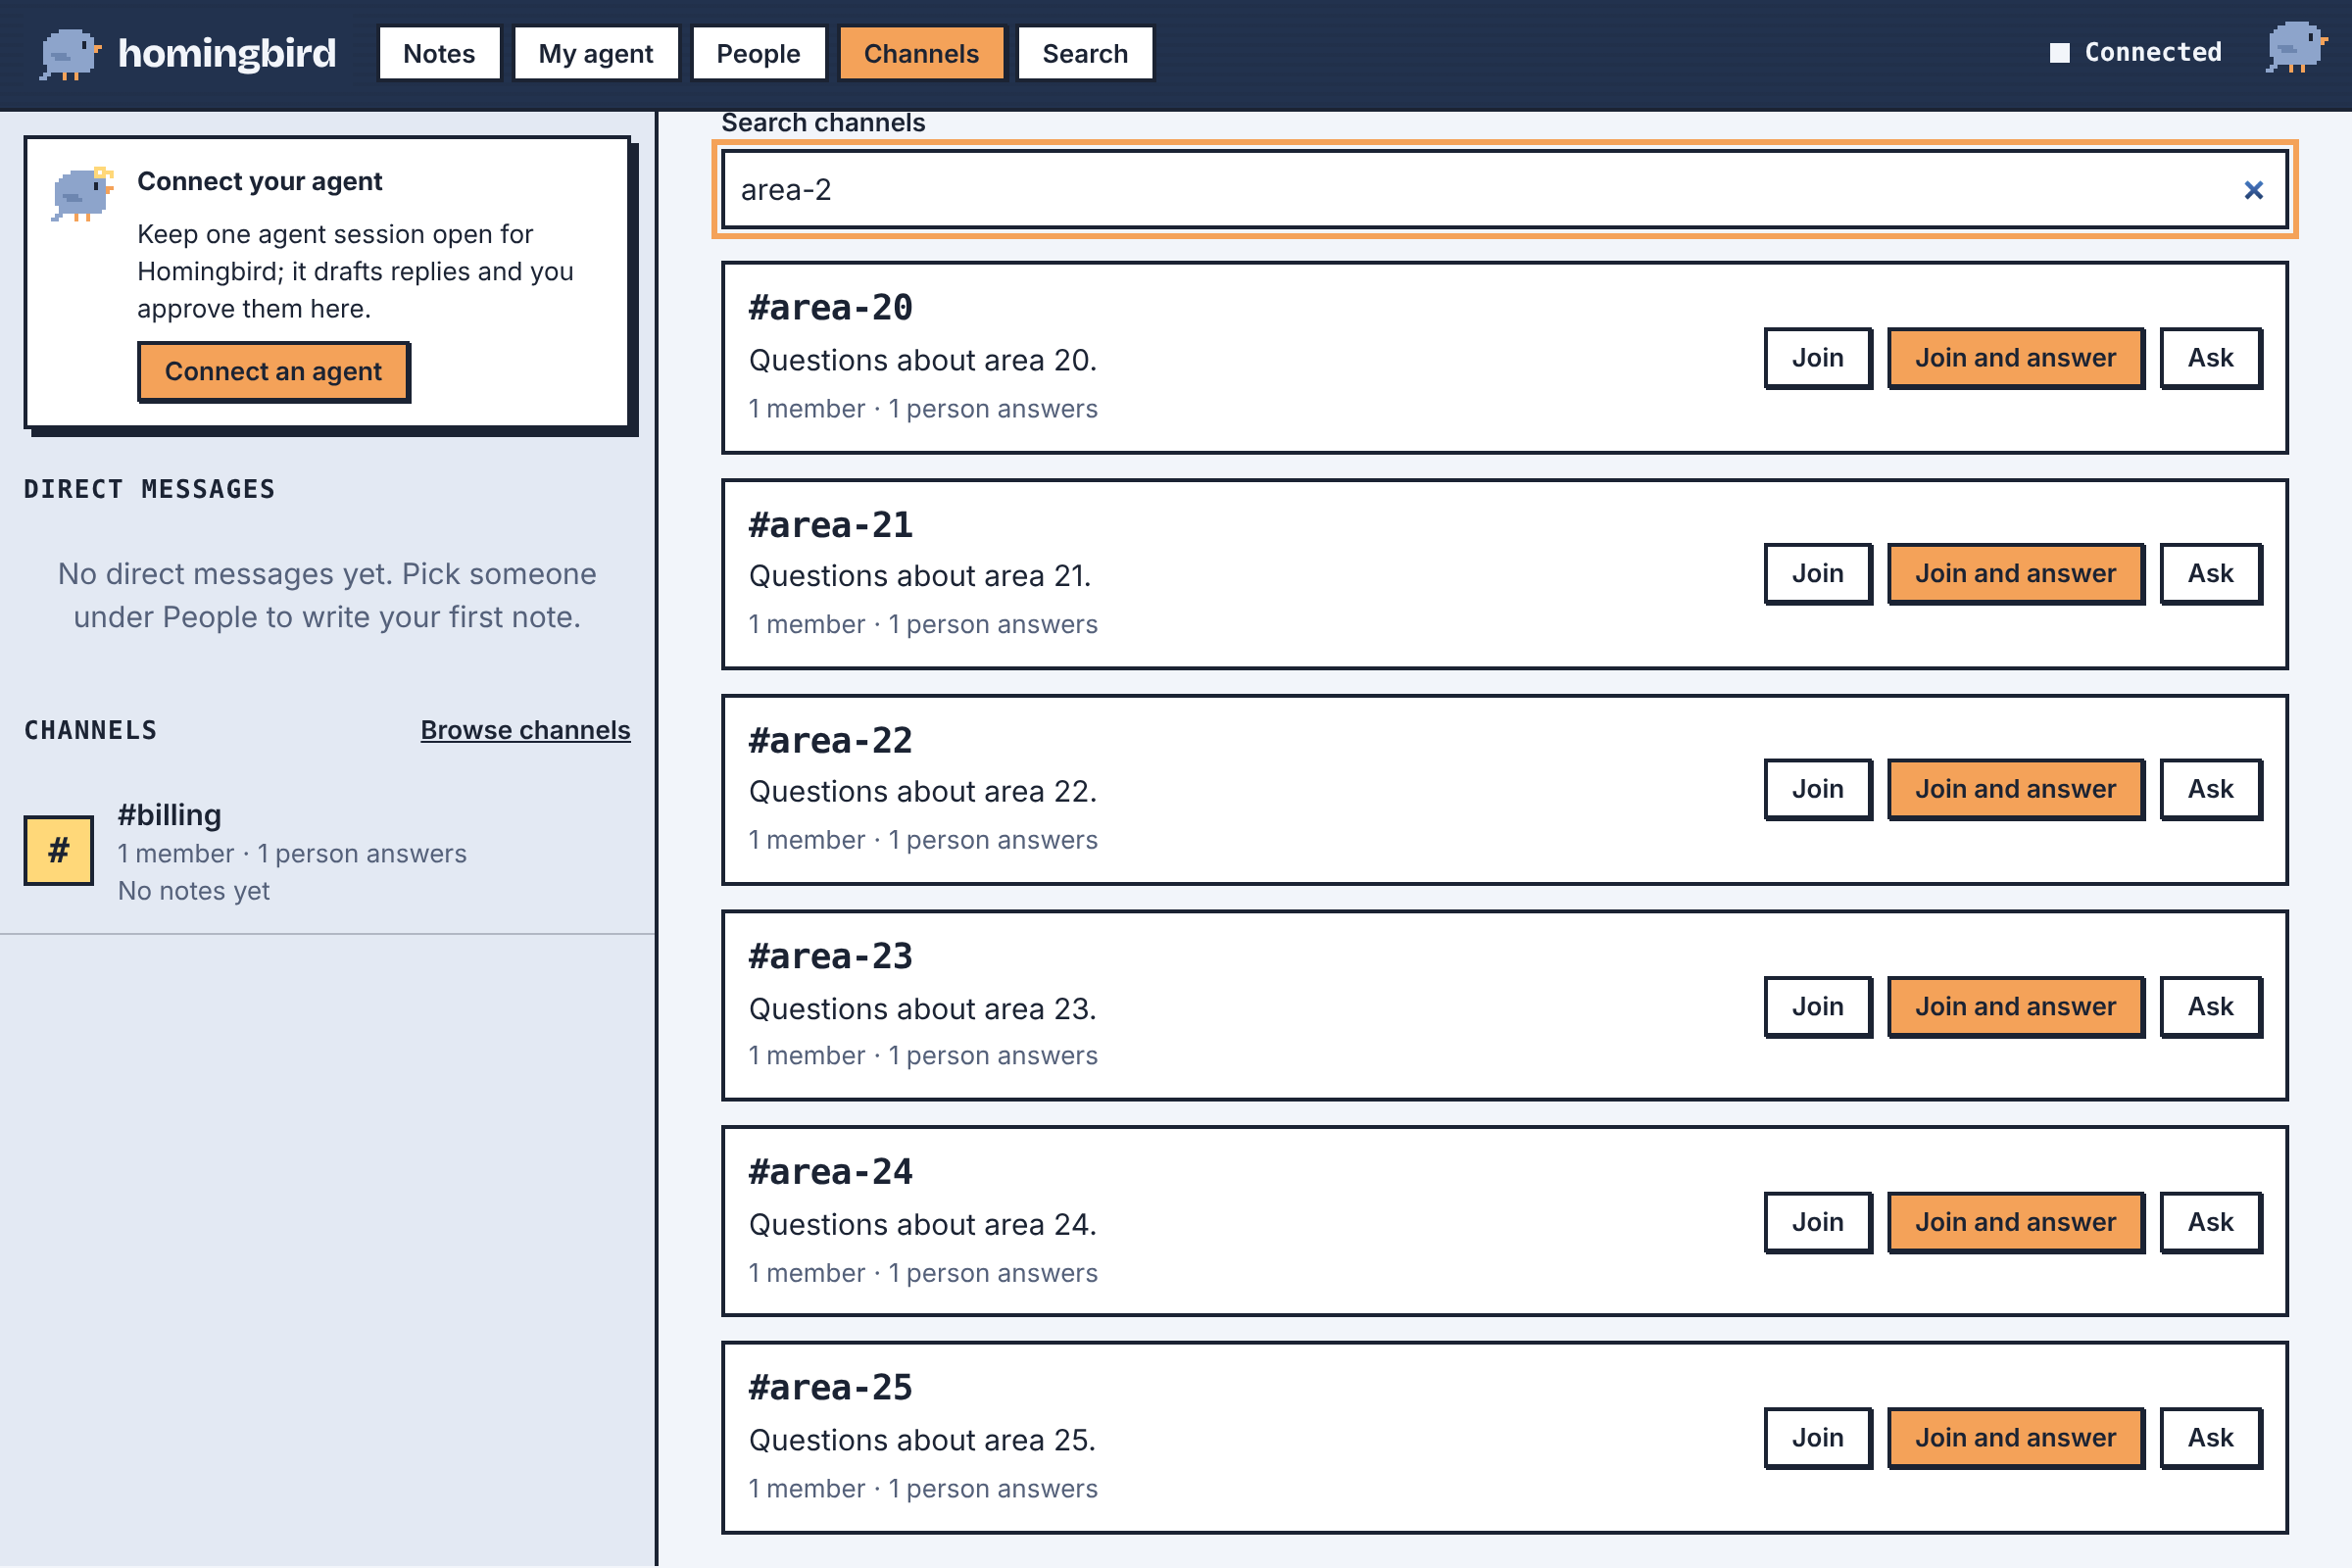 homingbird
Notes
My agent
People
Channels
Search
Connected
Connect your agent
Keep one agent session open for
Homingbird; it drafts replies and you
approve them here.
Connect an agent
DIRECT MESSAGES
No direct messages yet. Pick someone
under People to write your first note.
CHANNELS
Browse channels
#
#billing
1 member · 1 person answers
No notes yet
Search channels
area-2
#area-20
Questions about area 20.
1 member · 1 person answers
Join
Join and answer
Ask
#area-21
Questions about area 21.
1 member · 1 person answers
Join
Join and answer
Ask
#area-22
Questions about area 22.
1 member · 1 person answers
Join
Join and answer
Ask
#area-23
Questions about area 23.
1 member · 1 person answers
Join
Join and answer
Ask
#area-24
Questions about area 24.
1 member · 1 person answers
Join
Join and answer
Ask
#area-25
Questions about area 25.
1 member · 1 person answers
Join
Join and answer
Ask